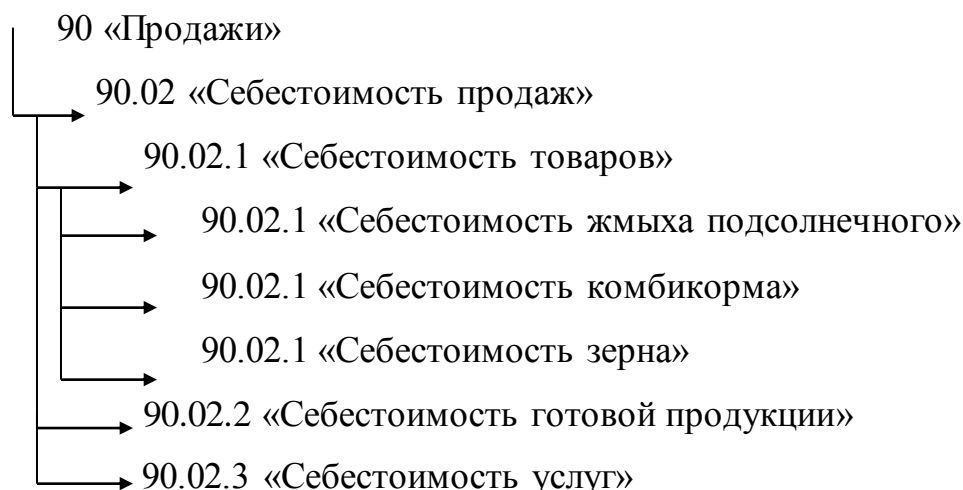 90 «Продажи»
90.02 «Себестоимость продаж»
90.02.1 «Себестоимость товаров»
90.02.1 «Себестоимость жмыха подсолнечного»
90.02.1 «Себестоимость комбикорма»
90.02.1 «Себестоимость зерна»
90.02.2 «Себестоимость готовой продукции»
90.02.3 «Себестоимость услуг»